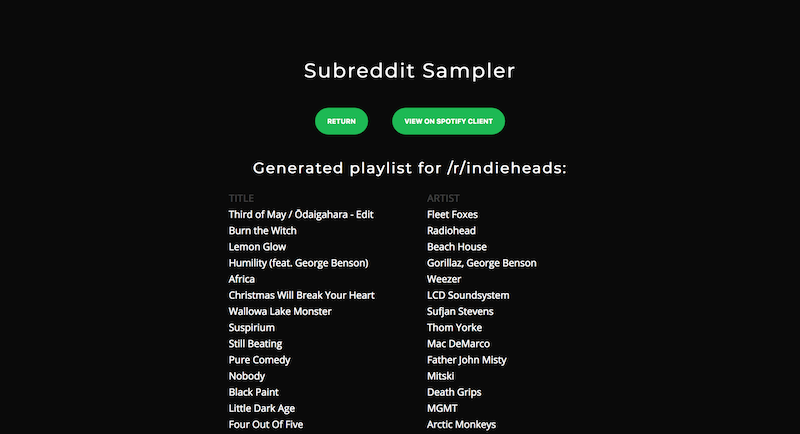 Subreddit Sampler
RETURN VIEW ON SPOTIFY CLIENT
Generated playlist for /r/indieheads:
TITLE ARTIST
Third of May / Ōdaigahara - Edit Fleet Foxes
Burn the Witch Radiohead
Lemon Glow Beach House
Humility (feat. George Benson) Gorillaz, George Benson
Africa Weezer
Christmas Will Break Your Heart LCD Soundsystem
Wallowa Lake Monster Sufjan Stevens
Suspirium Thom Yorke
Still Beating Mac DeMarco
Pure Comedy Father John Misty
Nobody Mitski
Black Paint Death Grips
Little Dark Age MGMT
Four Out Of Five Arctic Monkeys